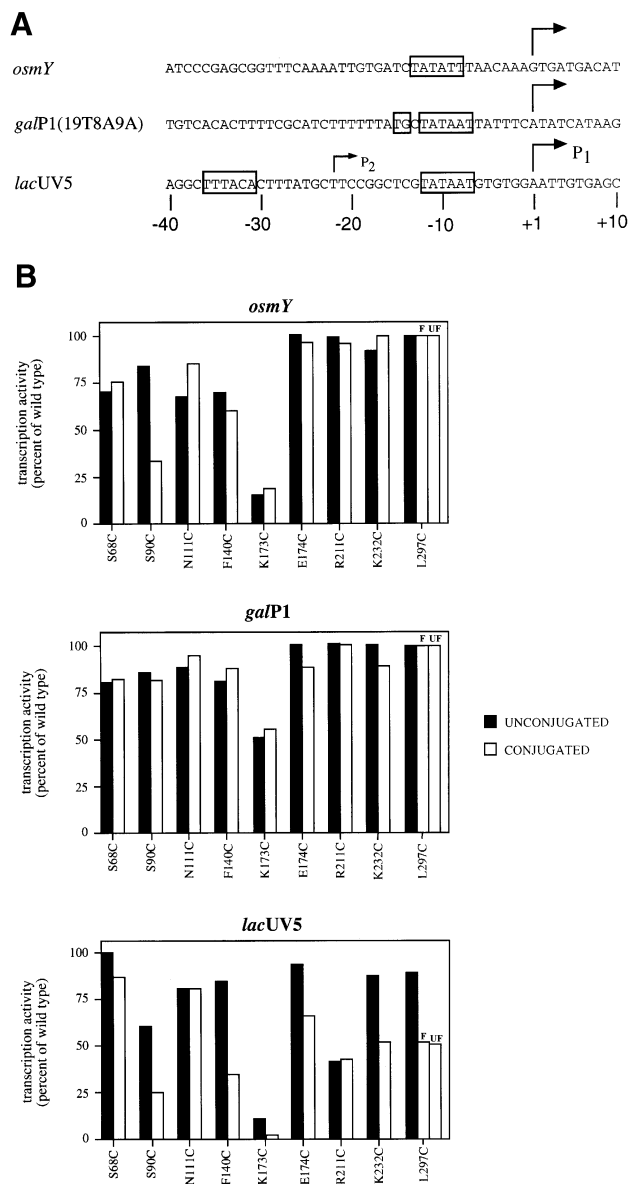 A
osmY ATCCCGAGCGGTTTCAAAATTGTGATCTATATTTAACAAAGTGATGACAT
galP1(19T8A9A) TGTCACACTTTTCGCATCTTTTTTATGCTATAATTATTTCATATCATAAG
P2 P1
lacUV5 AGGCTTTACACTTTATGCTTCCGGCTCGTATAATGTGTGGAATTGTGAGC
-40 -30 -20 -10 +1 +10
B
osmY
transcription activity
(percent of wild type)
100
75
50
25
0
F UF
S68C S90C N111C F140C K173C E174C R211C K232C L297C
galP1
transcription activity
(percent of wild type)
100
75
50
25
0
F UF
S68C S90C N111C F140C K173C E174C R211C K232C L297C
UNCONJUGATED
CONJUGATED
lacUV5
transcription activity
(percent of wild type)
100
75
50
25
0
F UF
S68C S90C N111C F140C K173C E174C R211C K232C L297C